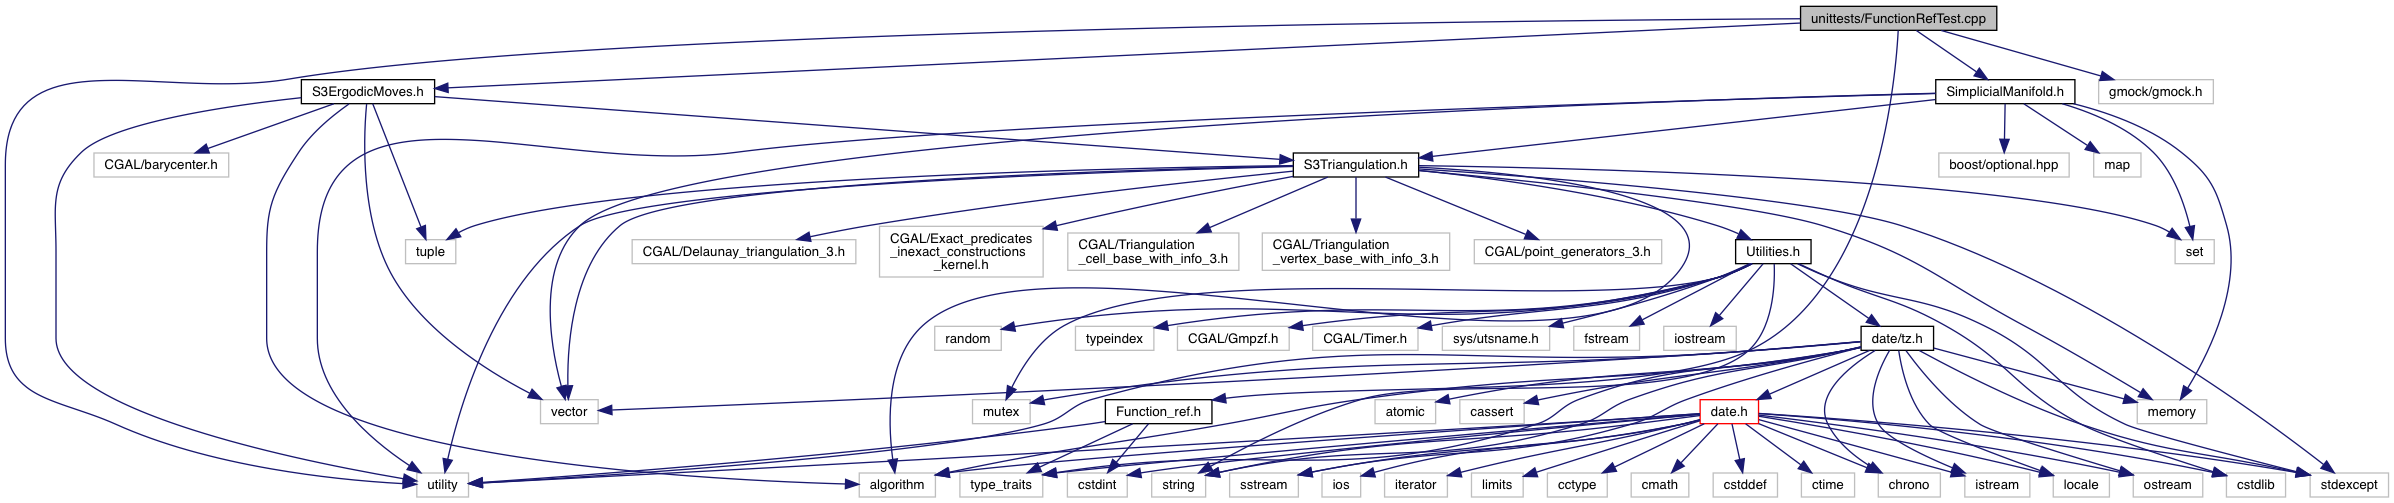 unittests/FunctionRefTest.cpp
S3ErgodicMoves.h
SimplicialManifold.h
gmock/gmock.h
CGAL/barycenter.h
S3Triangulation.h
boost/optional.hpp
map
tuple
CGAL/Delaunay_triangulation_3.h
CGAL/Exact_predicates
_inexact_constructions
_kernel.h
CGAL/Triangulation
_cell_base_with_info_3.h
CGAL/Triangulation
_vertex_base_with_info_3.h
CGAL/point_generators_3.h
Utilities.h
set
random
typeindex
CGAL/Gmpzf.h
CGAL/Timer.h
sys/utsname.h
fstream
iostream
date/tz.h
vector
mutex
Function_ref.h
atomic
cassert
date.h
memory
utility
algorithm
type_traits
cstdint
string
sstream
ios
iterator
limits
cctype
cmath
cstddef
ctime
chrono
istream
locale
ostream
cstdlib
stdexcept